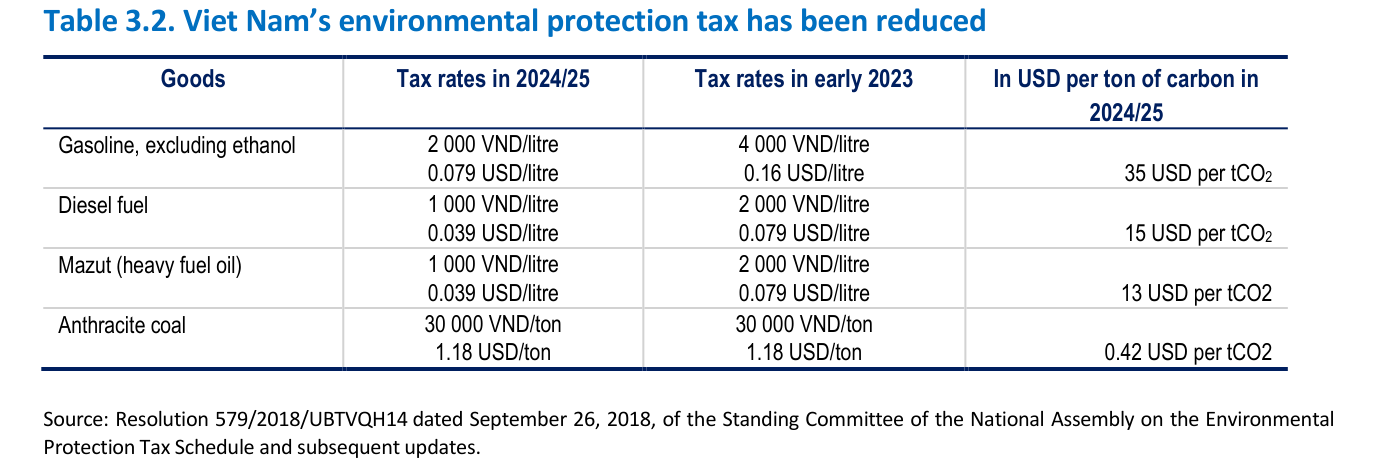 Table 3.2. Viet Nam’s environmental protection tax has been reduced
Goods
Tax rates in 2024/25
Tax rates in early 2023
In USD per ton of carbon in
2024/25
Gasoline, excluding ethanol
2 000 VND/litre
0.079 USD/litre
4 000 VND/litre
0.16 USD/litre
35 USD per tCO₂
Diesel fuel
1 000 VND/litre
0.039 USD/litre
2 000 VND/litre
0.079 USD/litre
15 USD per tCO₂
Mazut (heavy fuel oil)
1 000 VND/litre
0.039 USD/litre
2 000 VND/litre
0.079 USD/litre
13 USD per tCO2
Anthracite coal
30 000 VND/ton
1.18 USD/ton
30 000 VND/ton
1.18 USD/ton
0.42 USD per tCO2
Source: Resolution 579/2018/UBTVQH14 dated September 26, 2018, of the Standing Committee of the National Assembly on the Environmental
Protection Tax Schedule and subsequent updates.